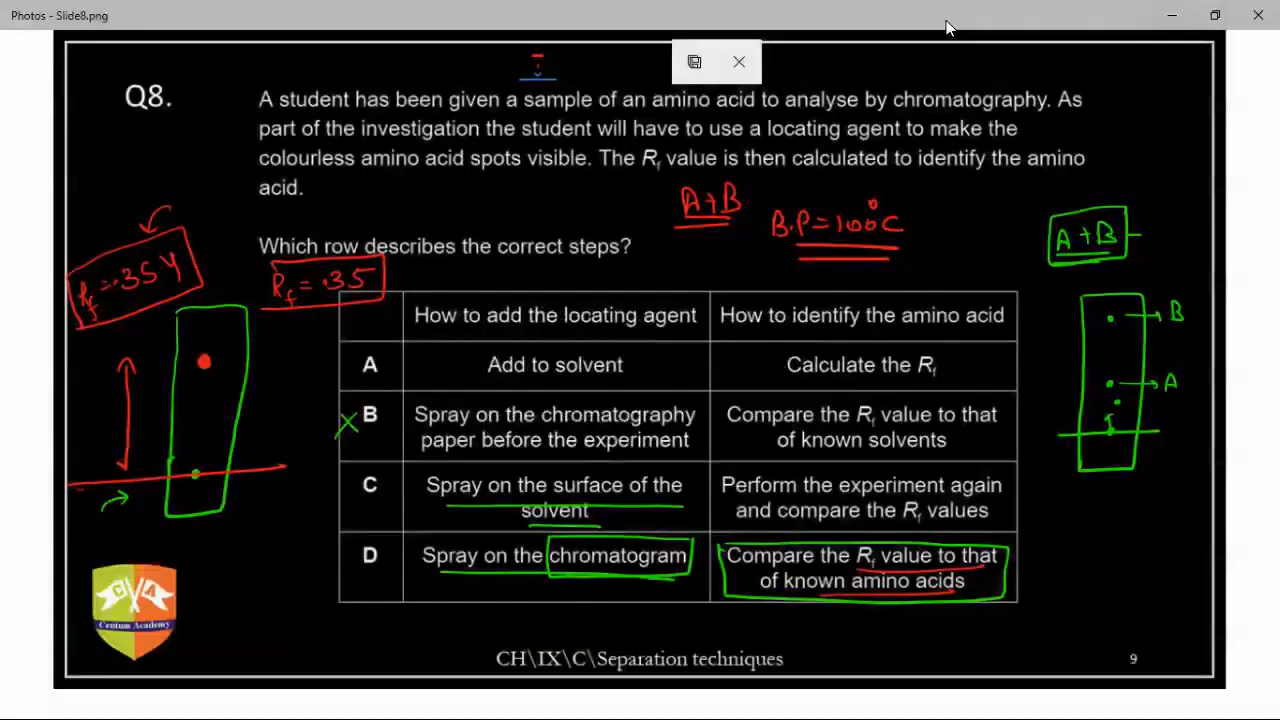 Photos - Slide8.png
Q8.
A student has been given a sample of an amino acid to analyse by chromatography. As
part of the investigation the student will have to use a locating agent to make the
colourless amino acid spots visible. The Rf value is then calculated to identify the amino
acid.
A+B
B.P=100°C
A+B
Which row describes the correct steps?
Rf=.354
Rf = .35
How to add the locating agent How to identify the amino acid
A Add to solvent Calculate the Rf
B Spray on the chromatography Compare the Rf value to that
paper before the experiment of known solvents
C Spray on the surface of the Perform the experiment again
solvent and compare the Rf values
D Spray on the chromatogram Compare the Rf value to that
of known amino acids
B
A
C A
Centum Academy
CH\IX\C\Separation techniques
9